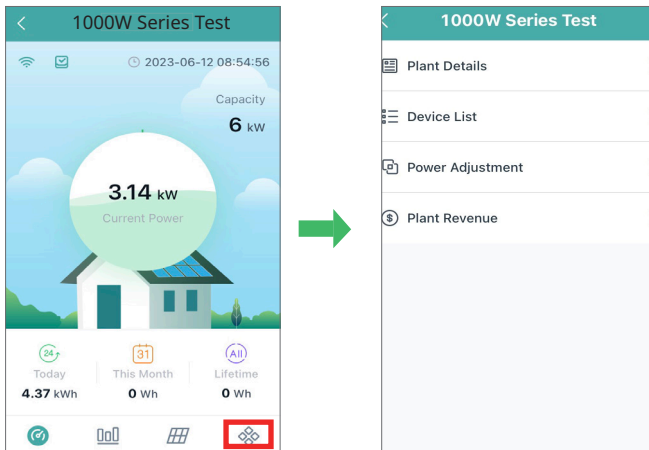 1000W Series Test
2023-06-12 08:54:56
Capacity
6 kW
3.14 kW
Current Power
24
31
All
Today
This Month
Lifetime
4.37 kWh
0 Wh
0 Wh
1000W Series Test
Plant Details
Device List
Power Adjustment
$ Plant Revenue